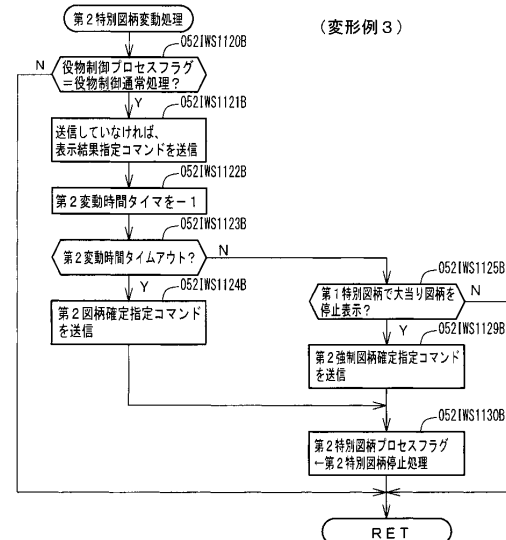 第2特別図柄変動処理
(変形例3)
052IWS1120B
N
役物制御プロセスフラグ
=役物制御通常処理?
Y
052IWS1121B
送信していなければ、
表示結果指定コマンドを送信
052IWS1122B
第2変動時間タイマを-1
052IWS1123B
第2変動時間タイムアウト?
N
Y
052IWS1124B
第2図柄確定指定コマンド
を送信
052IWS1125B
第1特別図柄で大当り図柄を
停止表示?
N
Y
052IWS1129B
第2強制図柄確定指定コマンド
を送信
052IWS1130B
第2特別図柄プロセスフラグ
←第2特別図柄停止処理
RET